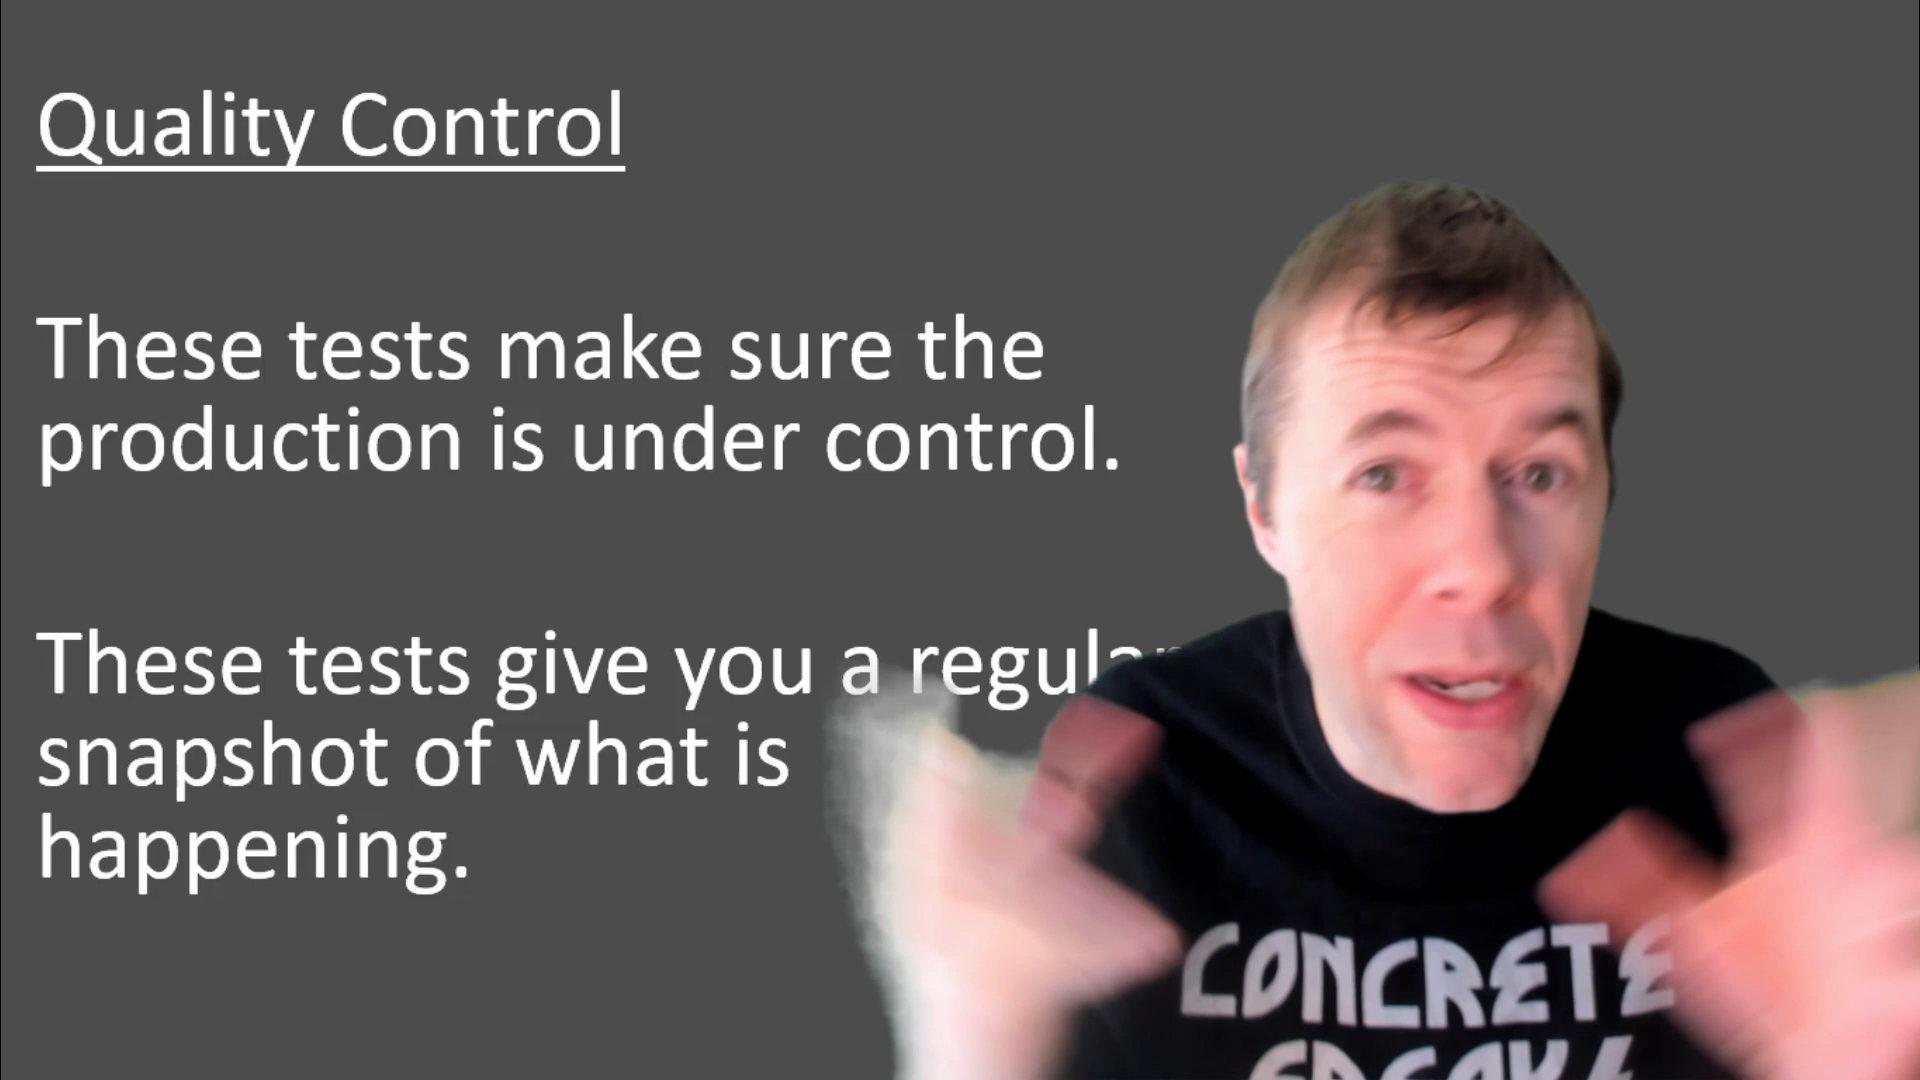 Quality Control
These tests make sure the
production is under control.
These tests give you a regular
snapshot of what is
happening.
CONCRETE